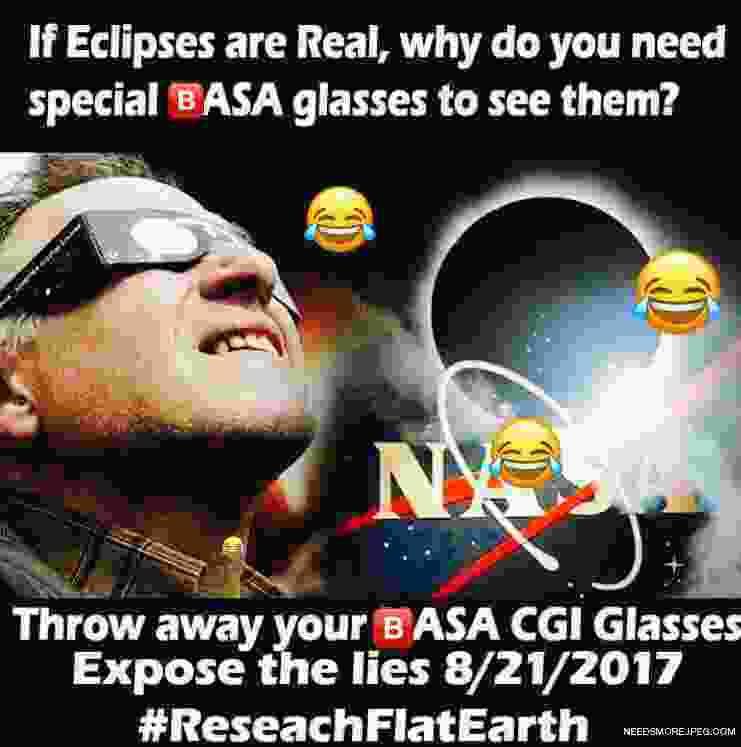 If Eclipses are Real, why do you need
special 🅱ASA glasses to see them?
NASA
Throw away your 🅱ASA CGI Glasses
Expose the lies 8/21/2017
#ReseachFlatEarth
NEEDSMOREJPEG.COM